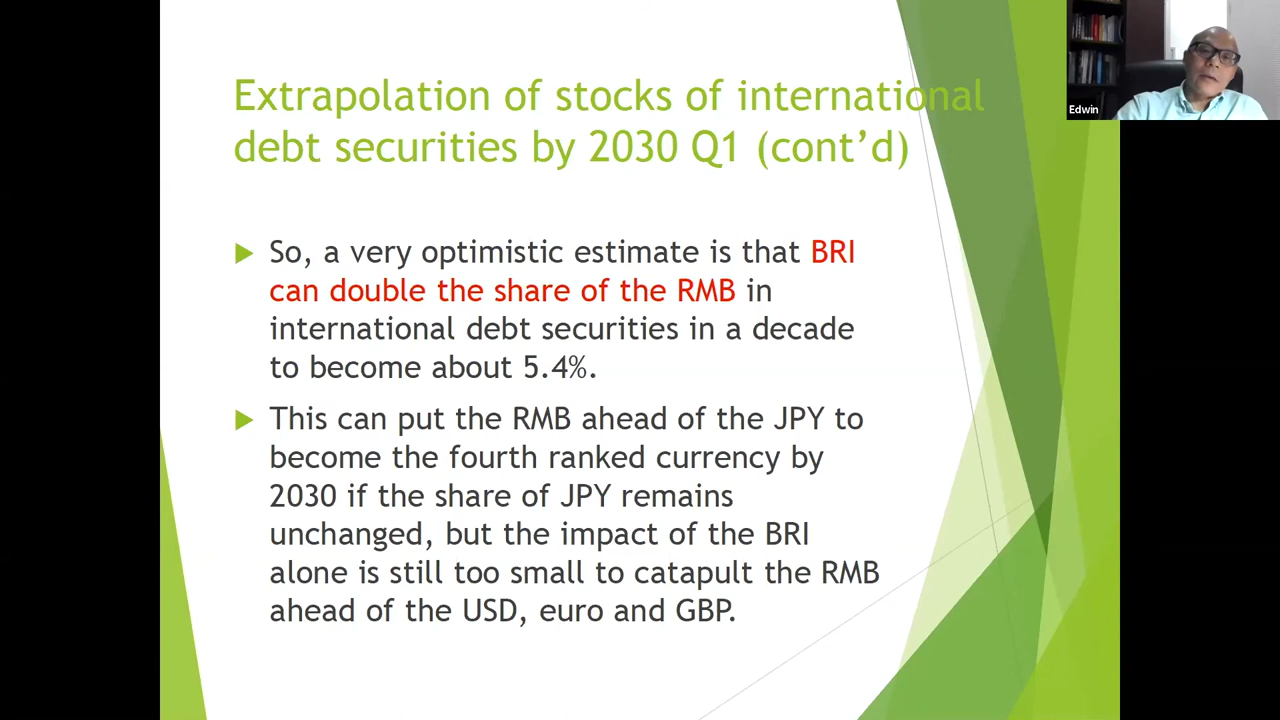 Extrapolation of stocks of international
debt securities by 2030 Q1 (cont’d)
So, a very optimistic estimate is that BRI
can double the share of the RMB in
international debt securities in a decade
to become about 5.4%.
This can put the RMB ahead of the JPY to
become the fourth ranked currency by
2030 if the share of JPY remains
unchanged, but the impact of the BRI
alone is still too small to catapult the RMB
ahead of the USD, euro and GBP.
Edwin